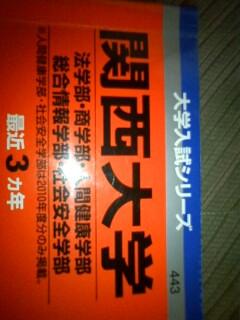 大学入試シリーズ
443
関西大学
法学部・商学部・人間健康学部
総合情報学部・社会安全学部
※人間健康学部・社会安全学部は2010年度分のみ掲載。
最近3カ年